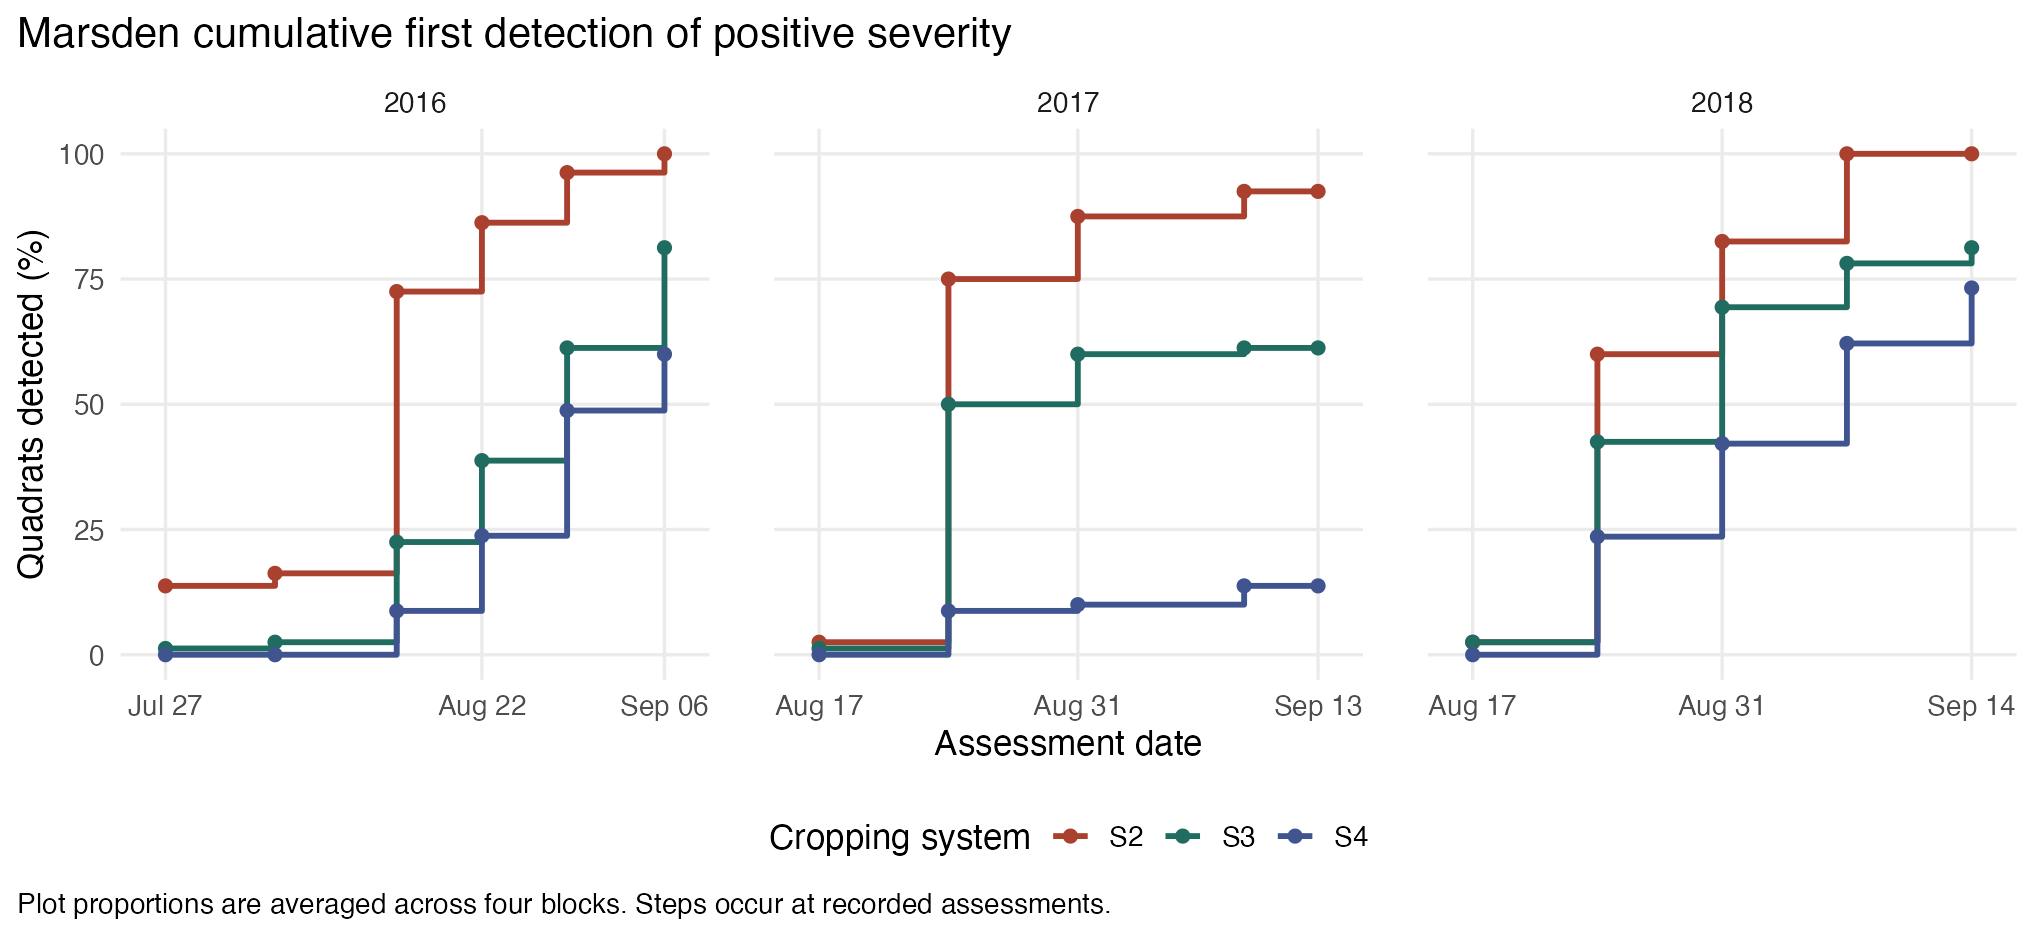 Marsden cumulative first detection of positive severity
2016 2017 2018
Quadrats detected (%)
100
75
50
25
0
Jul 27 Aug 22 Sep 06 Aug 17 Aug 31 Sep 13 Aug 17 Aug 31 Sep 14
Assessment date
Cropping system S2 S3 S4
Plot proportions are averaged across four blocks. Steps occur at recorded assessments.